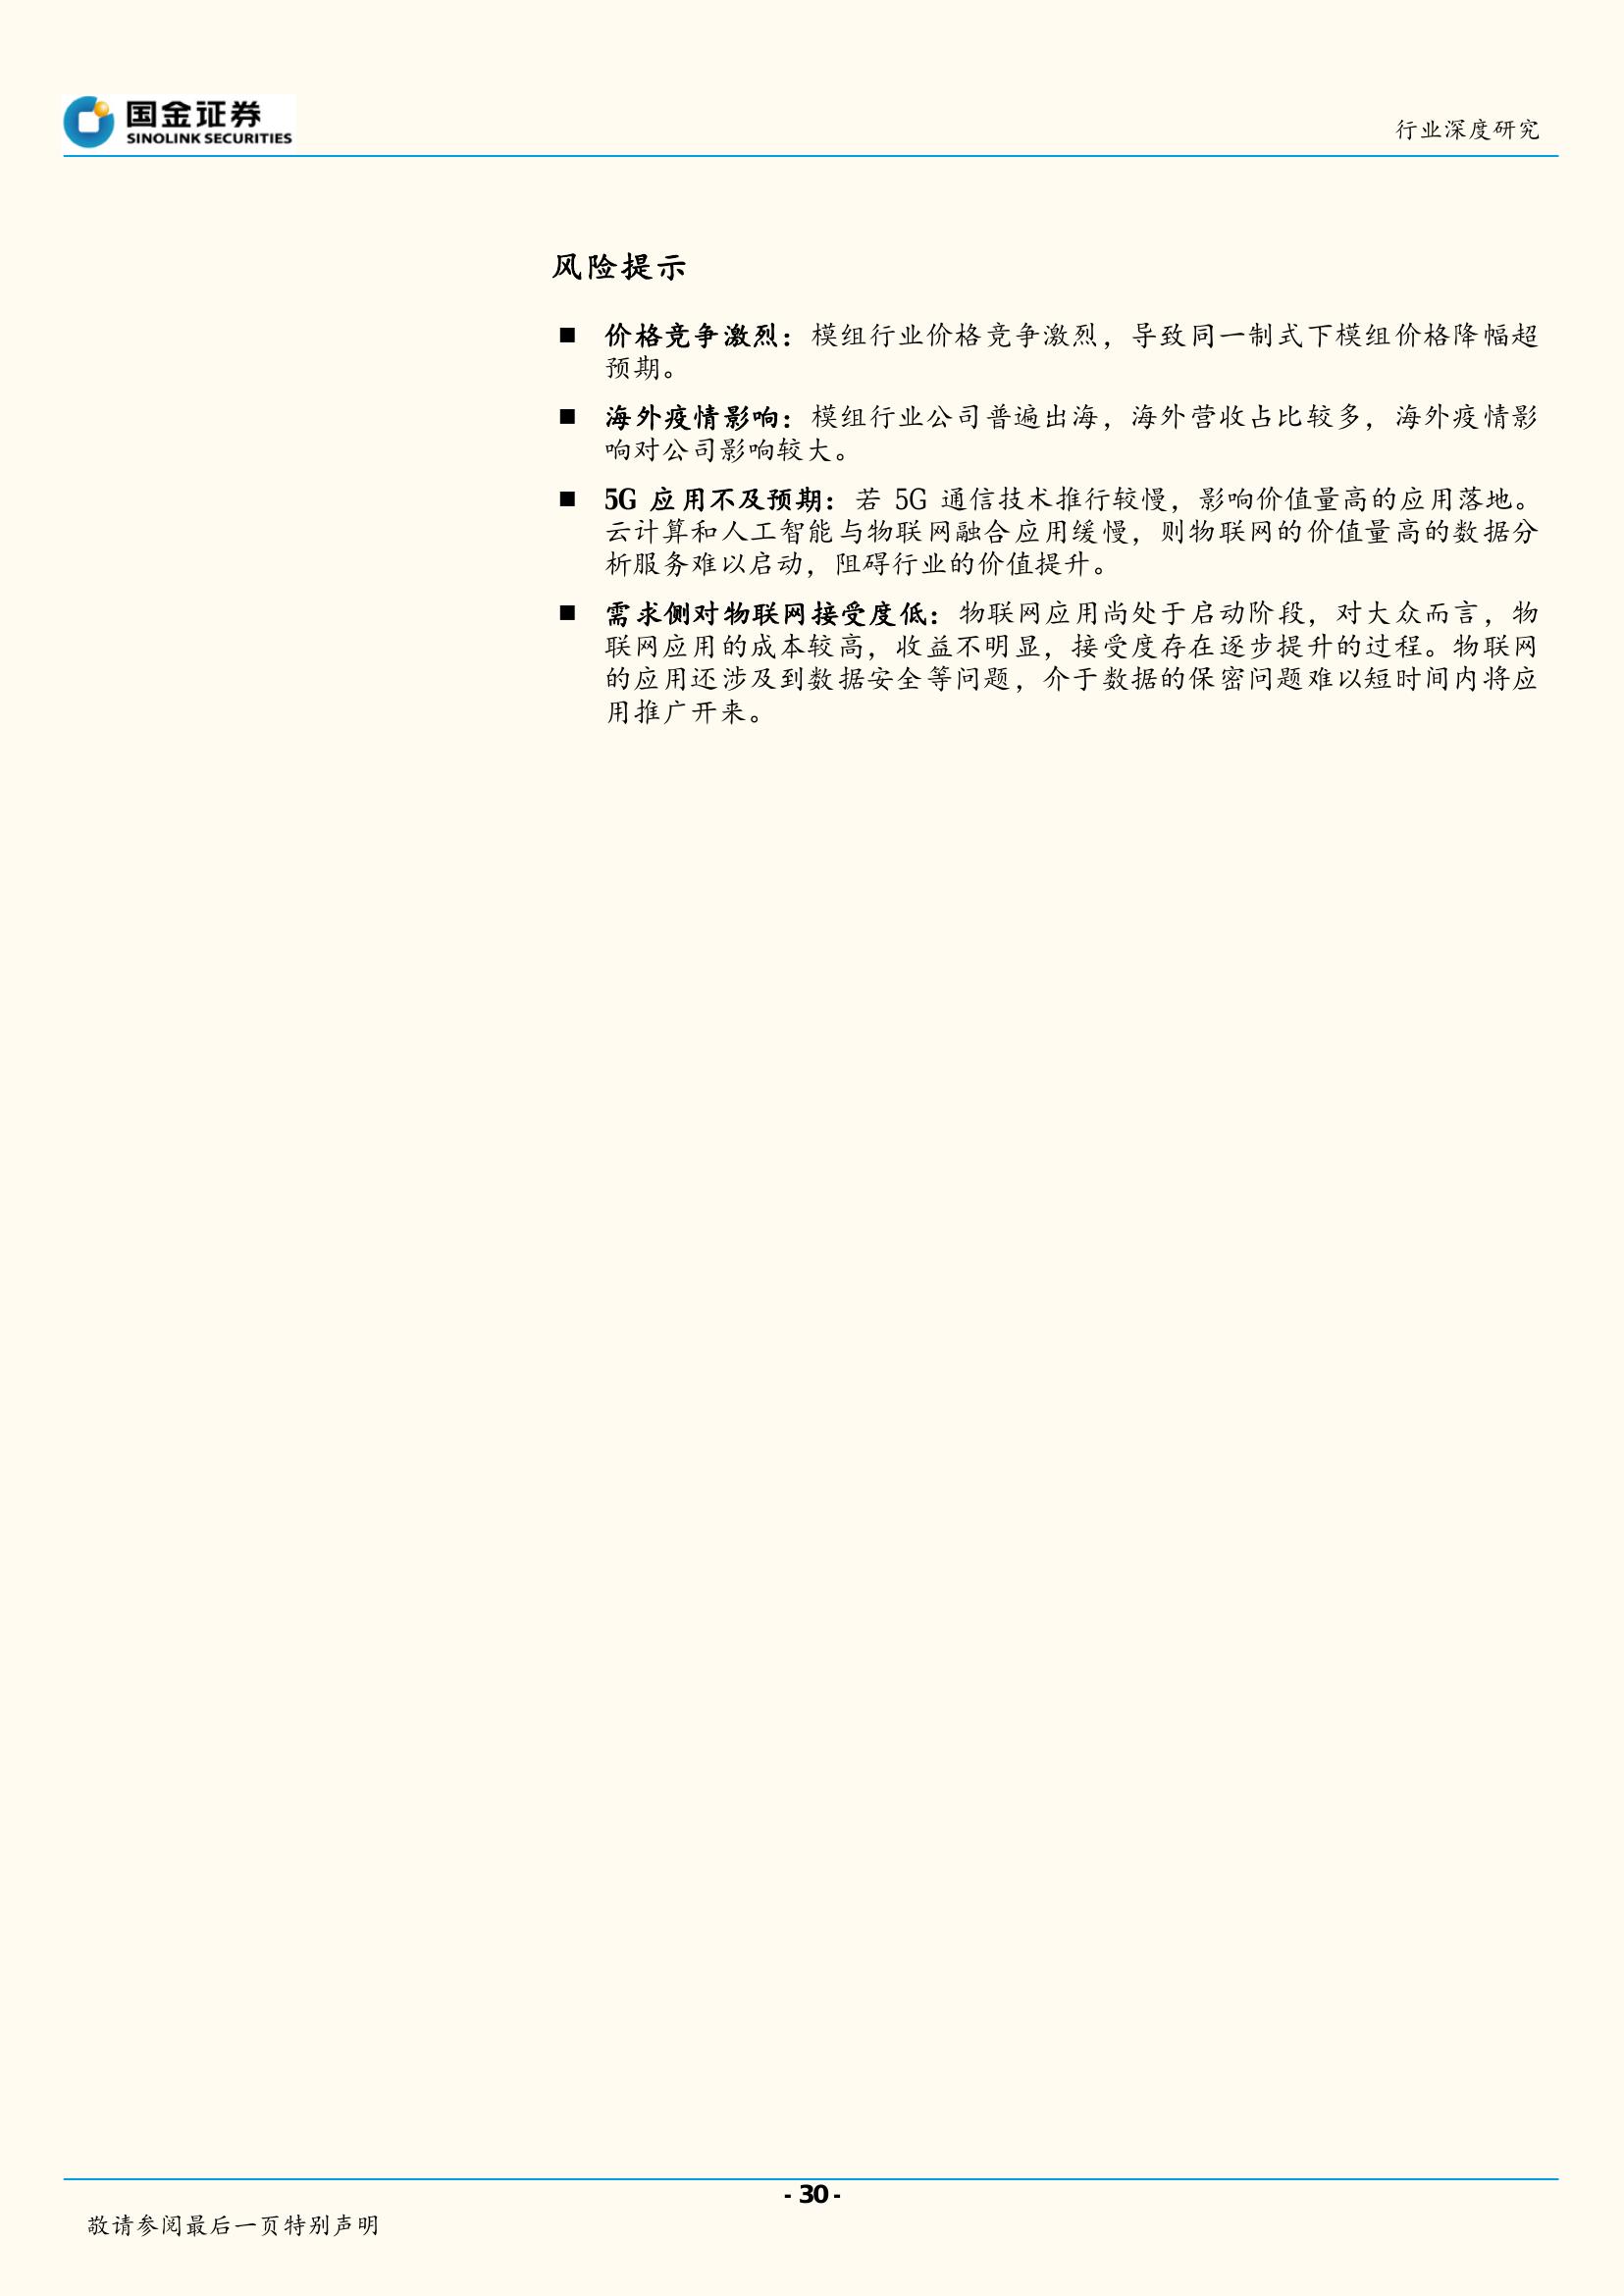 国金证券
SINOLINK SECURITIES
行业深度研究
风险提示
■ 价格竞争激烈：模组行业价格竞争激烈，导致同一制式下模组价格降幅超
预期。
■ 海外疫情影响：模组行业公司普遍出海，海外营收占比较多，海外疫情影
响对公司影响较大。
■ 5G 应用不及预期：若 5G 通信技术推行较慢，影响价值量高的应用落地。
云计算和人工智能与物联网融合应用缓慢，则物联网的价值量高的数据分
析服务难以启动，阻碍行业的价值提升。
■ 需求侧对物联网接受度低：物联网应用尚处于启动阶段，对大众而言，物
联网应用的成本较高，收益不明显，接受度存在逐步提升的过程。物联网
的应用还涉及到数据安全等问题，介于数据的保密问题难以短时间内将应
用推广开来。
- 30 -
敬请参阅最后一页特别声明